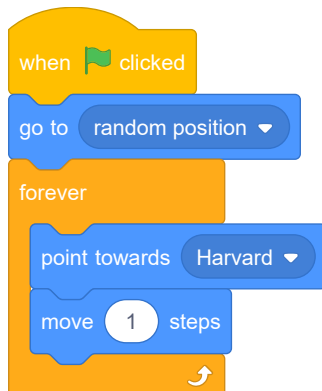 when clicked
go to random position
forever
point towards Harvard
move 1 steps